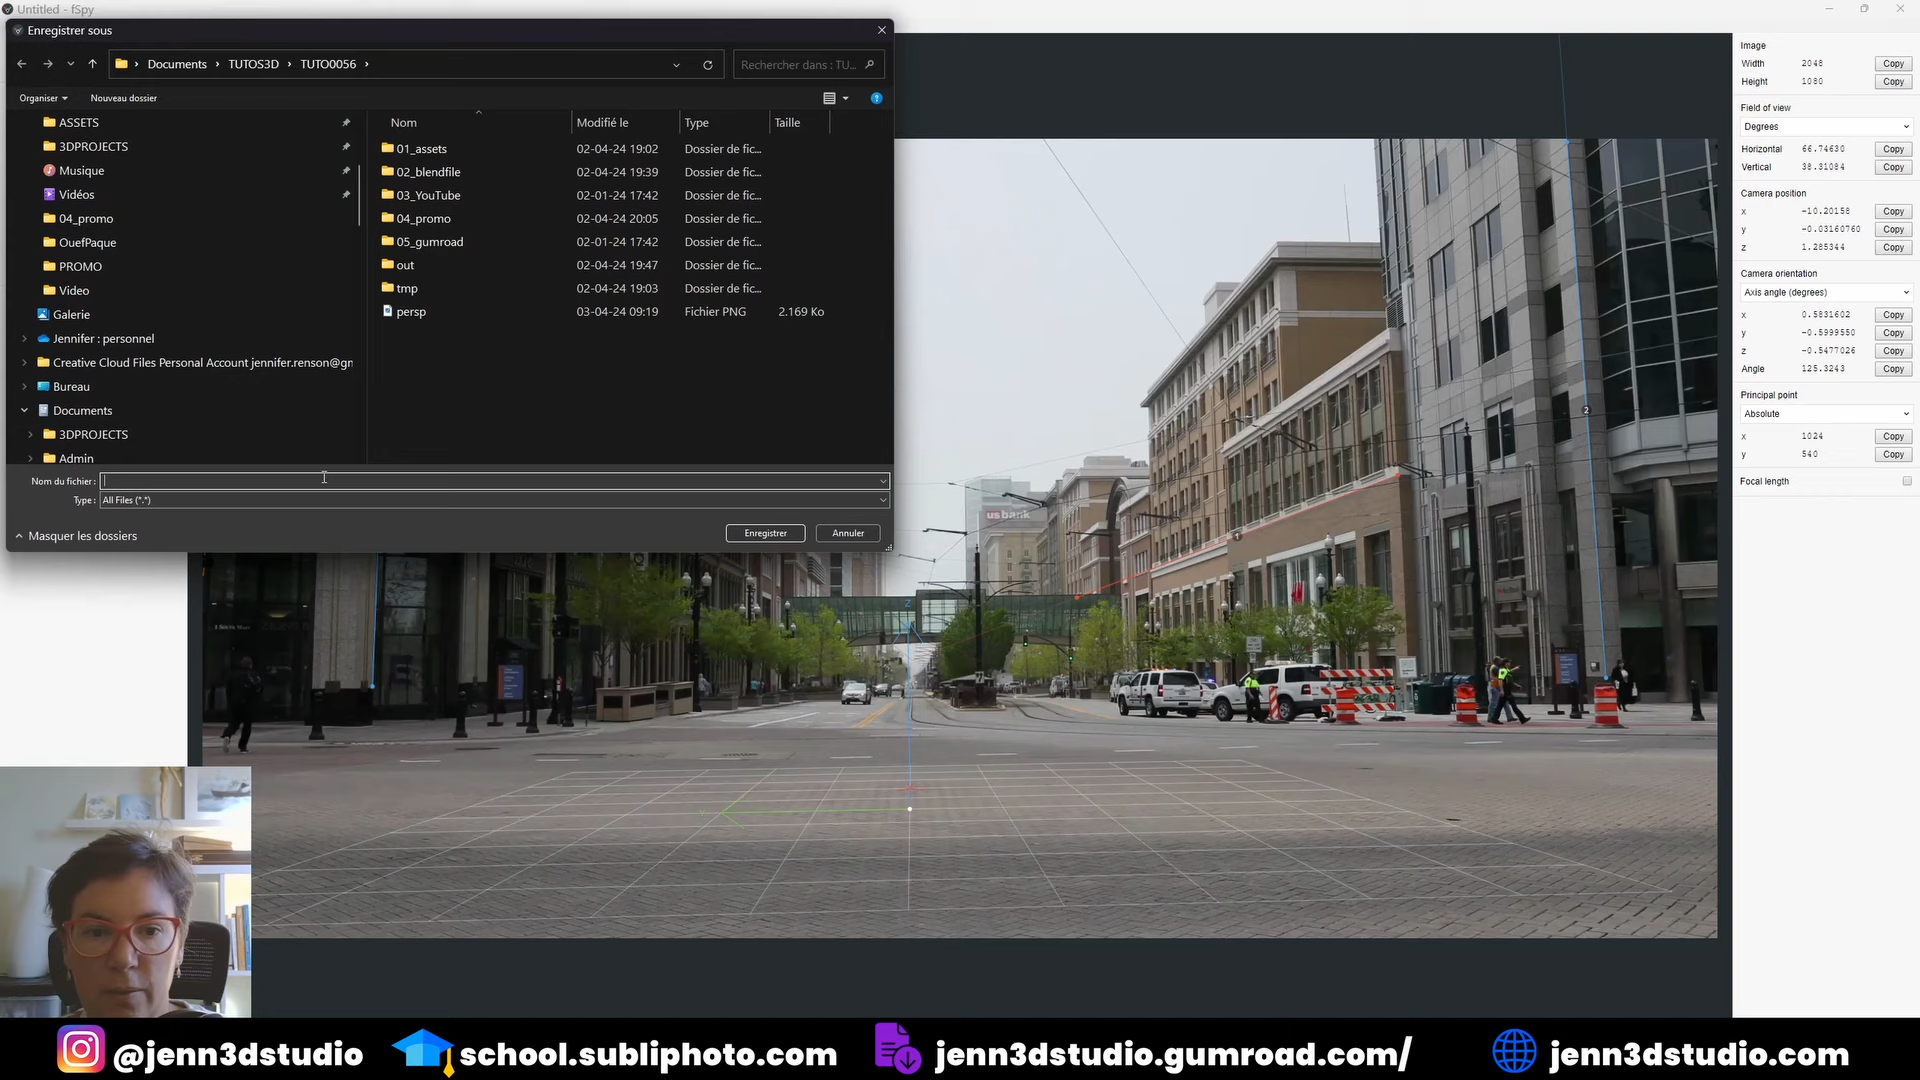 Untitled - fSpy
Enregistrer sous
Documents › TUTOS3D › TUTO0056 ›
Rechercher dans : TU...
Organiser
Nouveau dossier
ASSETS
3DPROJECTS
Musique
Vidéos
04_promo
OuefPaque
PROMO
Video
Galerie
Jennifer : personnel
Creative Cloud Files Personal Account jennifer.renson@gr
Bureau
Documents
3DPROJECTS
Admin
Nom Modifié le Type Taille
01_assets 02-04-24 19:02 Dossier de fic...
02_blendfile 02-04-24 19:39 Dossier de fic...
03_YouTube 02-01-24 17:42 Dossier de fic...
04_promo 02-04-24 20:05 Dossier de fic...
05_gumroad 02-01-24 17:42 Dossier de fic...
out 02-04-24 19:47 Dossier de fic...
tmp 02-04-24 19:03 Dossier de fic...
persp 03-04-24 09:19 Fichier PNG 2.169 Ko
Nom du fichier :
Type : All Files (*.*)
Masquer les dossiers
Enregistrer
Annuler
Image
Width 2048 Copy
Height 1080 Copy
Field of view
Degrees
Horizontal 66.74630 Copy
Vertical 38.31084 Copy
Camera position
x -10.20158 Copy
y -0.03160760 Copy
z 1.285344 Copy
Camera orientation
Axis angle (degrees)
x 0.5831602 Copy
y -0.5999550 Copy
z -0.5477026 Copy
Angle 125.3243 Copy
Principal point
Absolute
x 1024 Copy
y 540 Copy
Focal length
usbank
2
1
Z
@jenn3dstudio
school.subliphoto.com
jenn3dstudio.gumroad.com/
jenn3dstudio.com